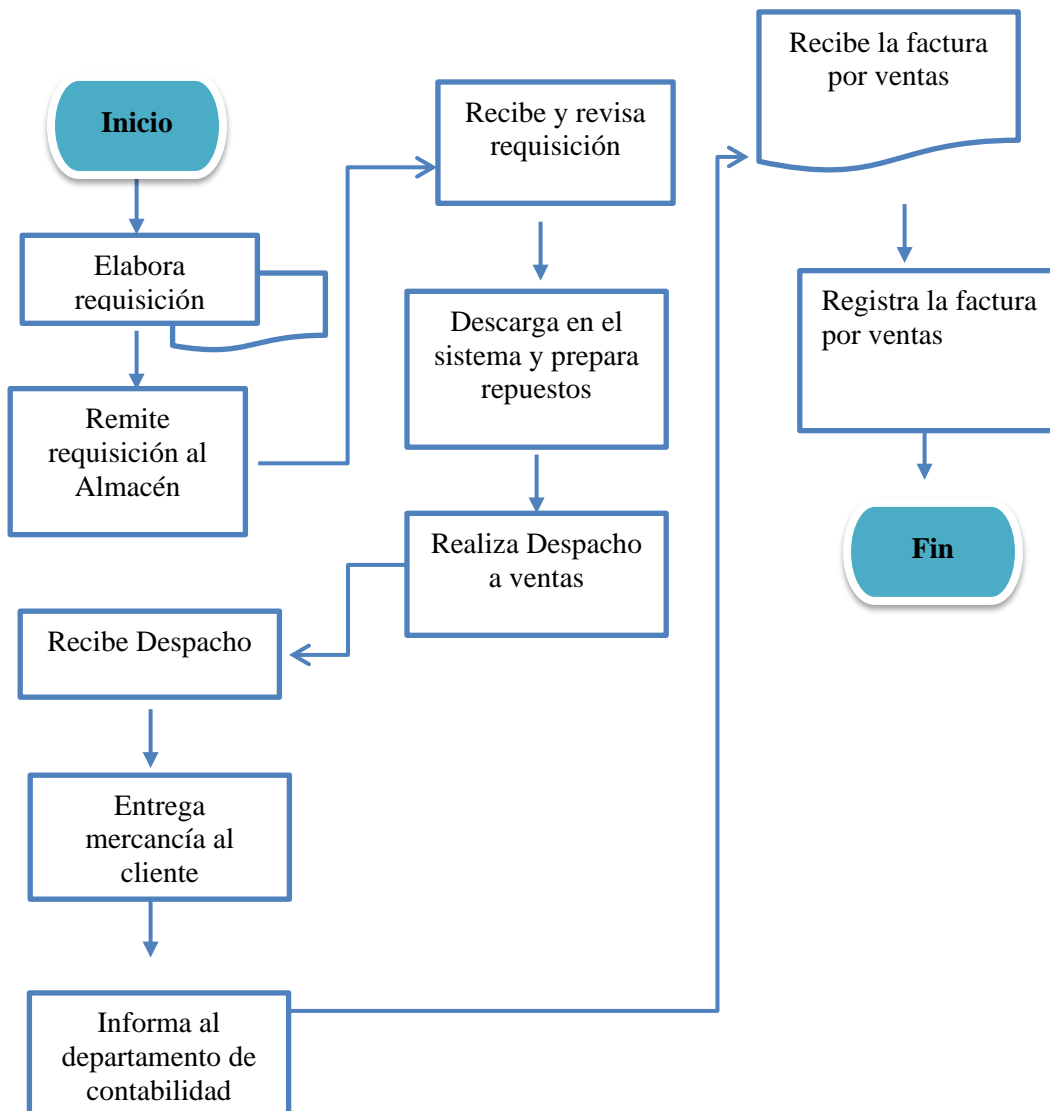 Inicio
Elabora
requisición
Remite
requisición al
Almacén
Recibe y revisa
requisición
Descarga en el
sistema y prepara
repuestos
Realiza Despacho
a ventas
Recibe Despacho
Entrega
mercancía al
cliente
Informa al
departamento de
contabilidad
Recibe la factura
por ventas
Registra la factura
por ventas
Fin